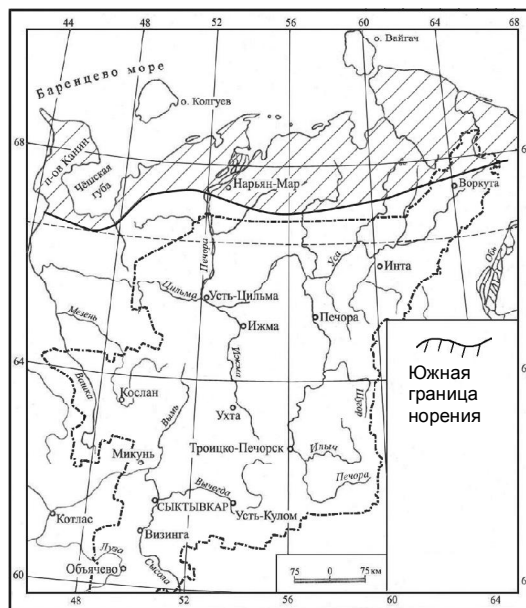 44 48 52 56 60 64 68
о. Вайгач
Баренцево море
о. Колгуев
68 68
п-ов Канин
Чешская
губа
Нарьян-Мар
Воркута
Печора
Уса
Обь
Инта
Цильма
Усть-Цильма
Мезень
Ижма
Печора
Ижма
64
Вашка
Кослан
Вымь
Щугор
Ухта
Микунь
Троицко-Печорск
Илыч
Печора
Вычегда
СЫКТЫВКАР
Усть-Кулом
Котлас
Визинга
Луза
Объячево
Сысола
60 60
75 0 75 км
48 52 56 60 64
Южная
граница
норения